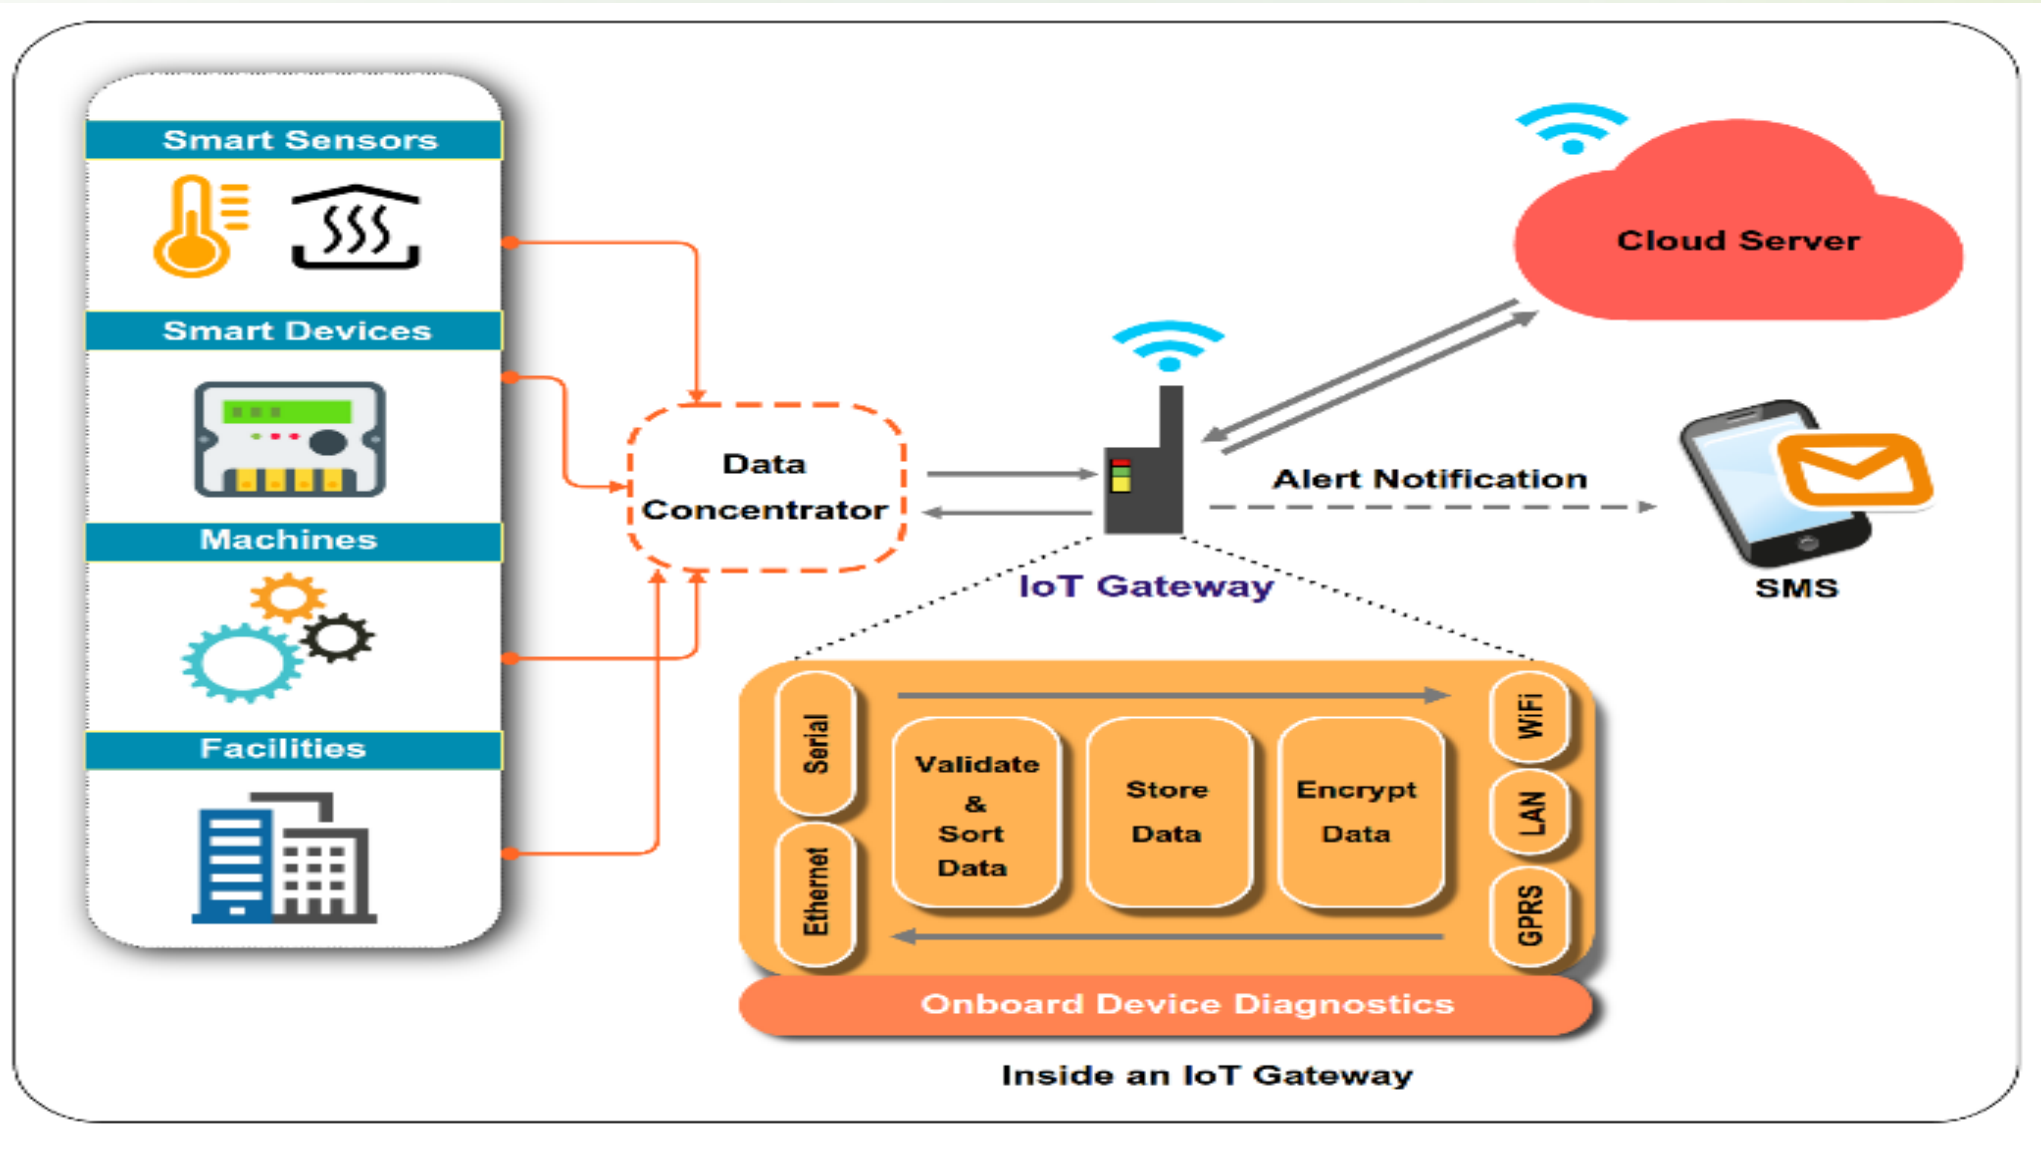 Smart Sensors
Smart Devices
Machines
Facilities
Data
Concentrator
IoT Gateway
Cloud Server
Alert Notification
SMS
Serial
Ethernet
Validate
&
Sort
Data
Store
Data
Encrypt
Data
WiFi
LAN
GPRS
Onboard Device Diagnostics
Inside an IoT Gateway